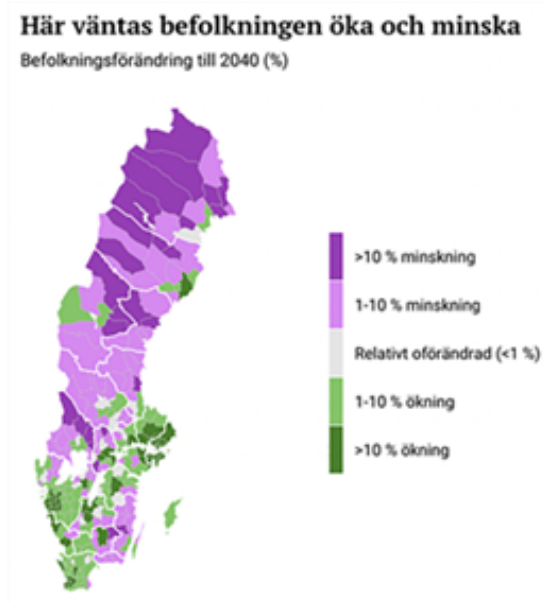 Här väntas befolkningen öka och minska
Befolkningsförändring till 2040 (%)
>10 % minskning
1-10 % minskning
Relativt oförändrad (<1 %)
1-10 % ökning
>10 % ökning